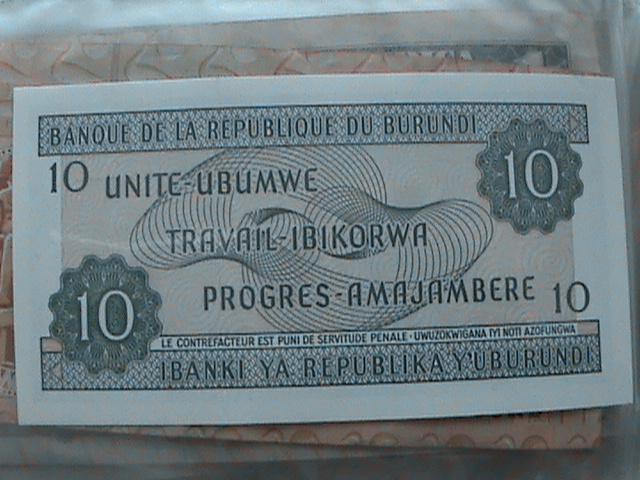 BANQUE DE LA REPUBLIQUE DU BURUNDI
10
10
UNITE-UBUMWE
TRAVAIL-IBIKORWA
PROGRES-AMAJAMBERE
10
10
LE CONTREFACTEUR EST PUNI DE SERVITUDE PENALE - UWUZOKWIGANA IYI NOTI AZOFUNGWA
IBANKI YA REPUBLIKA Y'UBURUNDI